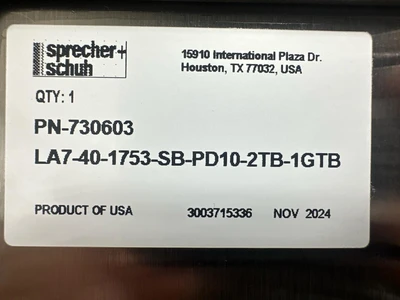 sprecher+
schuh
15910 International Plaza Dr.
Houston, TX 77032, USA
QTY: 1
PN-730603
LA7-40-1753-SB-PD10-2TB-1GTB
PRODUCT OF USA 3003715336 NOV 2024